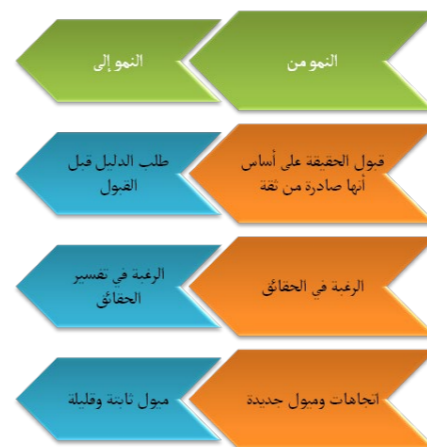 النمو من
النمو إلى
قبول الحقيقة على أساس
أنها صادرة من ثقة
طلب الدليل قبل
القبول
الرغبة في الحقائق
الرغبة في تفسير
الحقائق
اتجاهات وميول جديدة
ميول ثابتة وقليلة